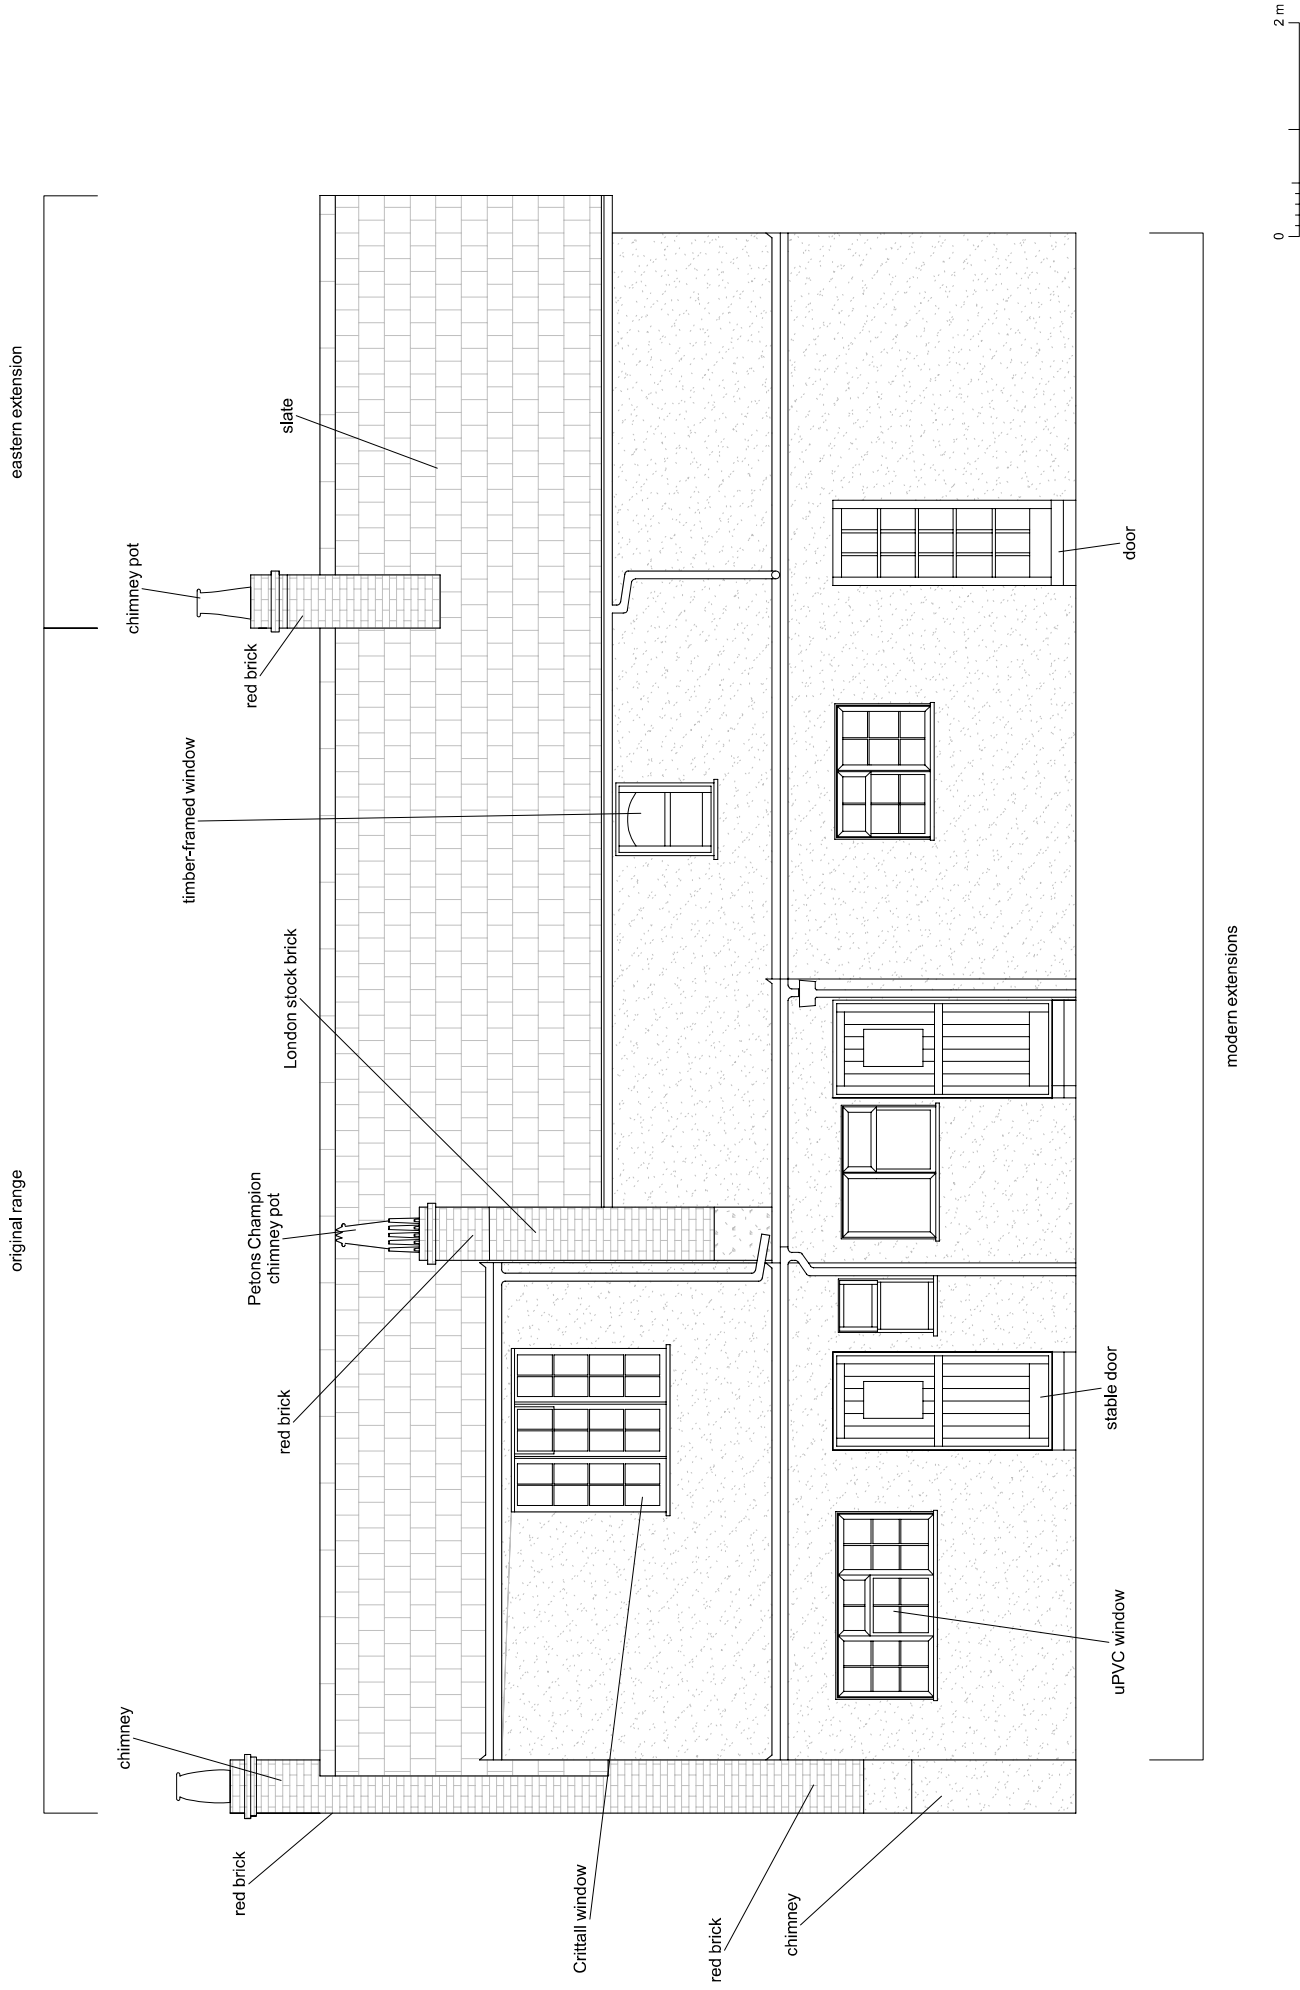 original range
eastern extension
chimney
chimney pot
timber-framed window
red brick
Petons Champion
chimney pot
red brick
London stock brick
red brick
slate
Crittall window
red brick
chimney
uPVC window
stable door
door
modern extensions
0
2 m